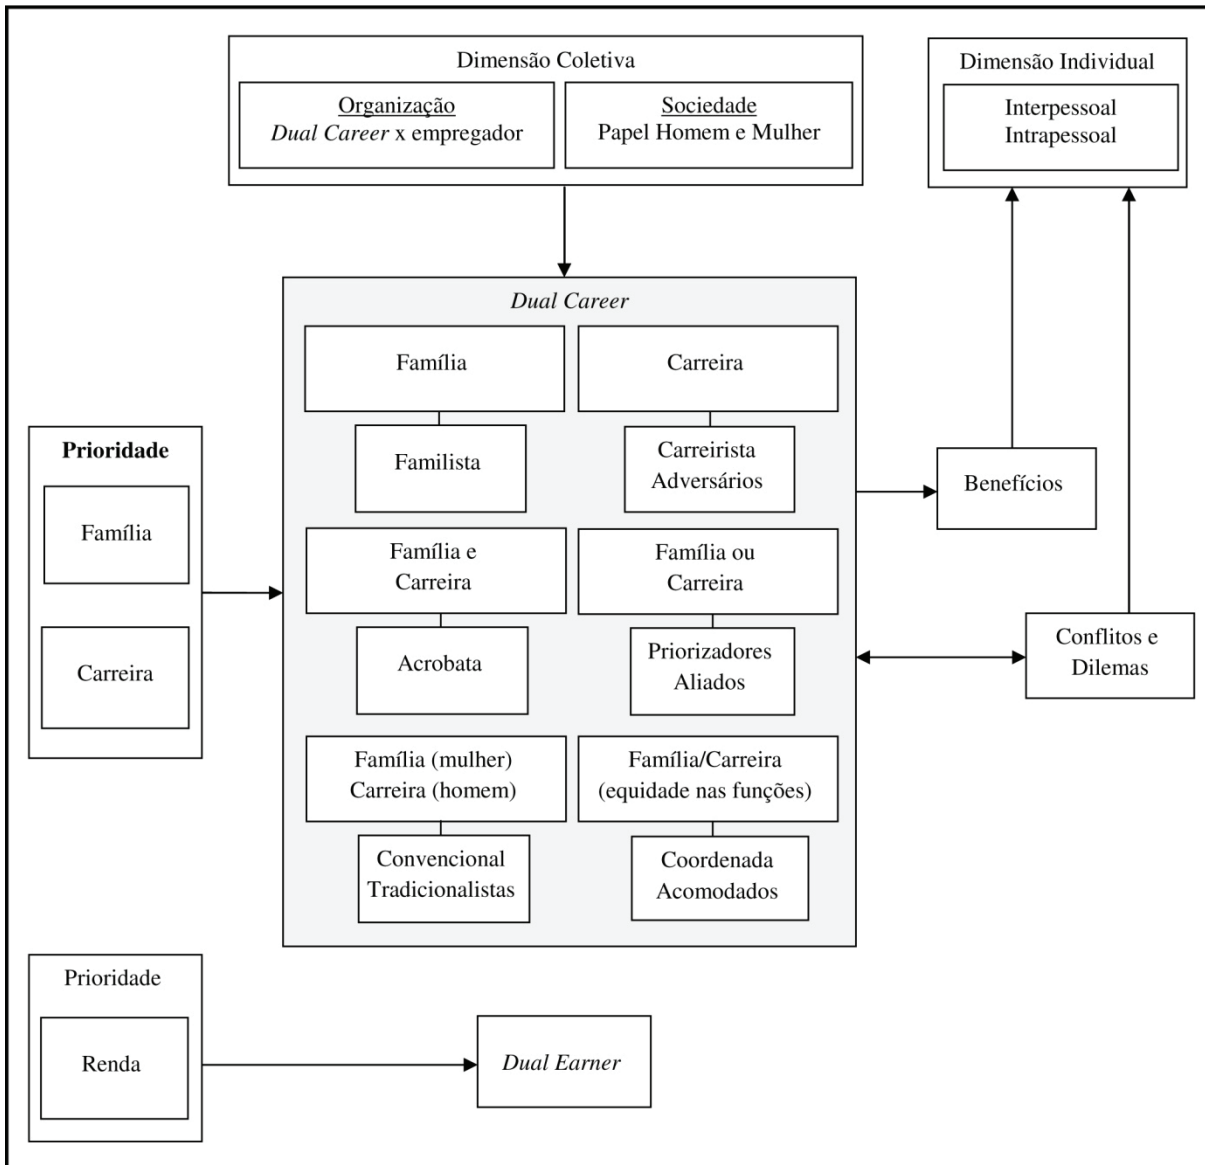 Dimensão Coletiva
Organização
Dual Career x empregador
Sociedade
Papel Homem e Mulher
Dimensão Individual
Interpessoal
Intrapessoal
Dual Career
Família
Familista
Carreira
Carreirista
Adversários
Família e
Carreira
Acrobata
Família ou
Carreira
Priorizadores
Aliados
Família (mulher)
Carreira (homem)
Convencional
Tradicionalistas
Família/Carreira
(equidade nas funções)
Coordenada
Acomodados
Prioridade
Família
Carreira
Benefícios
Conflitos e
Dilemas
Prioridade
Renda
Dual Earner